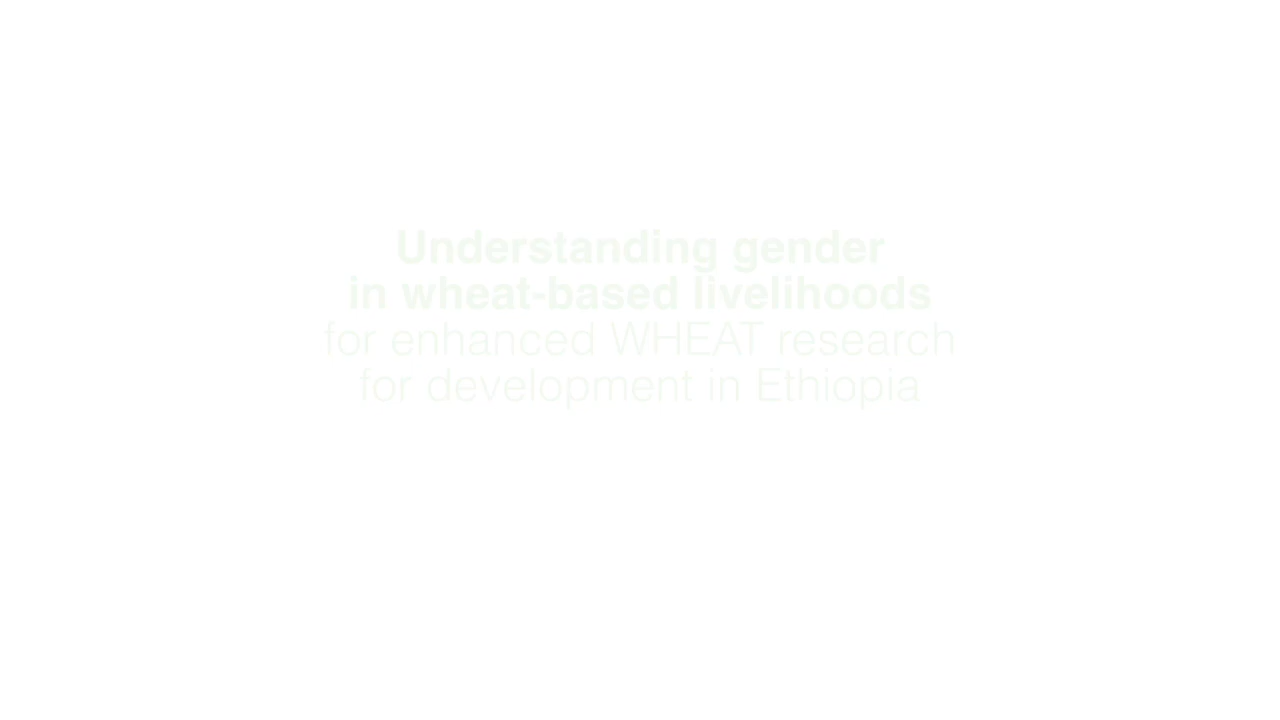 Understanding gender
in wheat-based livelihoods
for enhanced WHEAT research
for development in Ethiopia